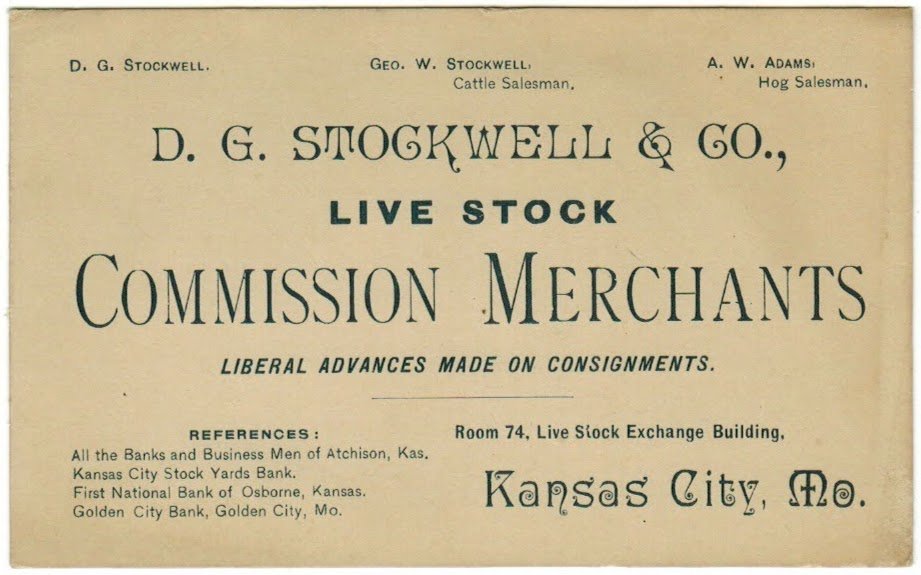 D. G. STOCKWELL.
GEO. W. STOCKWELL,
Cattle Salesman.
A. W. ADAMS,
Hog Salesman.
D. G. STOCKWELL & CO.,
LIVE STOCK
COMMISSION MERCHANTS
LIBERAL ADVANCES MADE ON CONSIGNMENTS.
REFERENCES:
All the Banks and Business Men of Atchison, Kas.
Kansas City Stock Yards Bank.
First National Bank of Osborne, Kansas.
Golden City Bank, Golden City, Mo.
Room 74, Live Stock Exchange Building,
Kansas City, Mo.